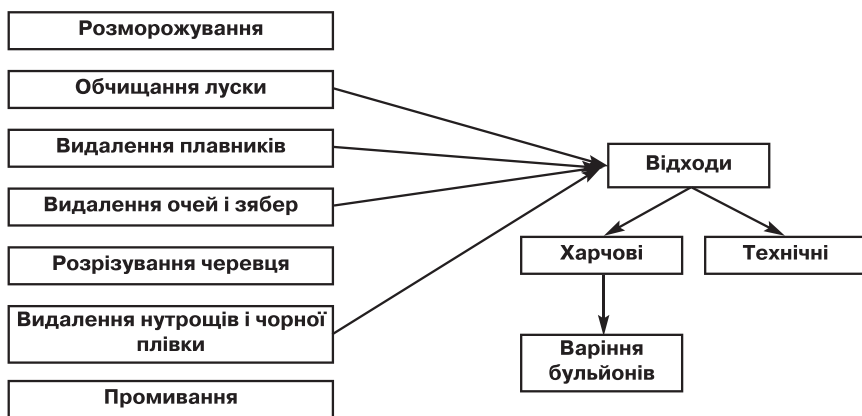 Розморожування
Обчищання луски
Видалення плавників
Видалення очей і зябер
Розрізування черевця
Видалення нутрощів і чорної
плівки
Промивання
Відходи
Харчові
Технічні
Варіння
бульйонів